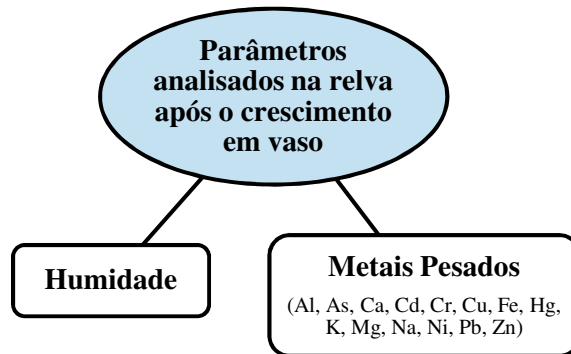 Parâmetros
analisados na relva
após o crescimento
em vaso
Humidade
Metais Pesados
(Al, As, Ca, Cd, Cr, Cu, Fe, Hg,
K, Mg, Na, Ni, Pb, Zn)